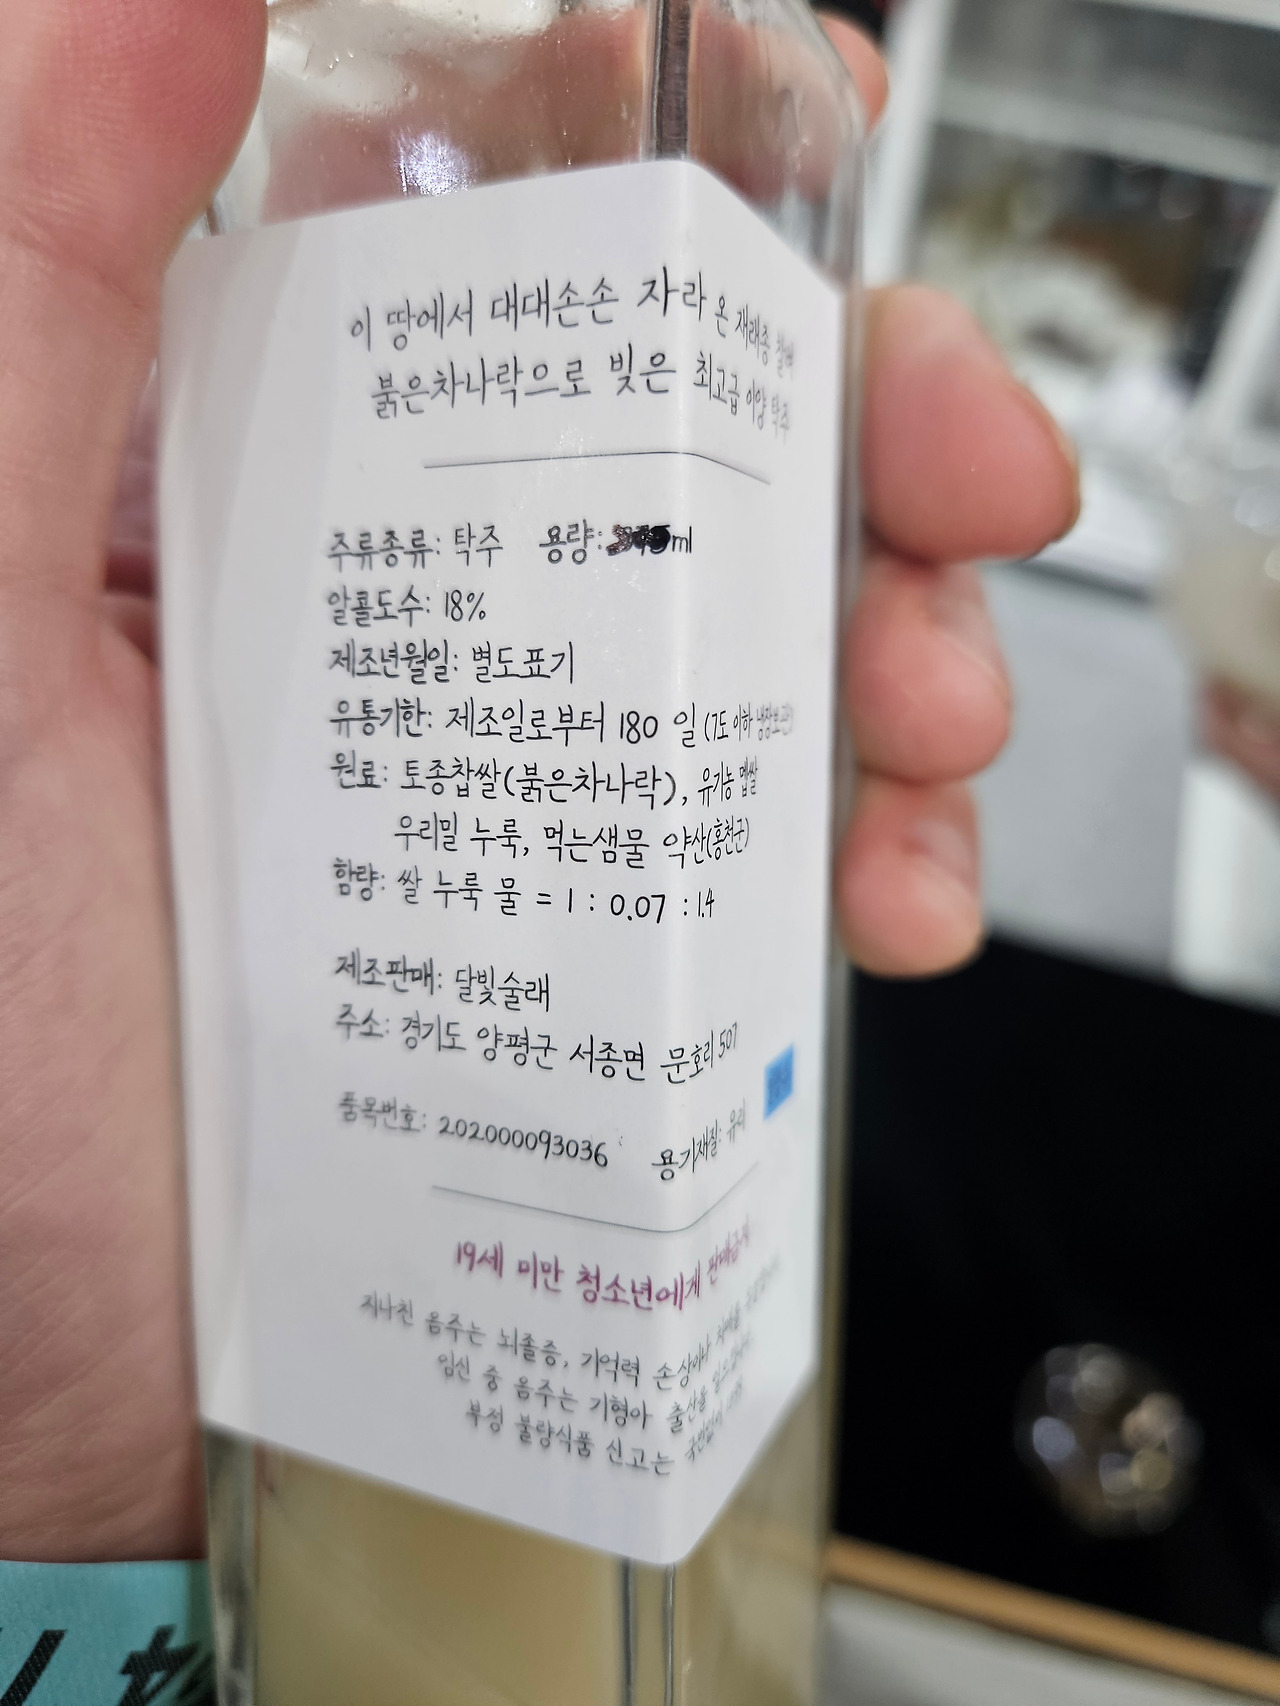 이 땅에서 대대손손 자라 온 재래종 찰벼
붉은차나락으로 빚은 최고급 이양 탁주
주류종류: 탁주 용량: ml
알콜도수: 18%
제조년월일: 별도표기
유통기한: 제조일로부터 180 일 (7도 이하 냉장보관)
원료: 토종찹쌀(붉은차나락), 유기농 멥쌀
우리밀 누룩, 먹는샘물 약산(홍천군)
함량: 쌀 누룩 물 = 1 : 0.07 : 1.4
제조판매: 달빛술래
주소: 경기도 양평군 서종면 문호리 507
품목번호: 202000093036 용기재질: 유리
19세 미만 청소년에게 판매금지
지나친 음주는 뇌졸증, 기억력 손상이나 치매를
임신 중 음주는 기형아 출산을
부정 불량식품 신고는 국번없이 1399